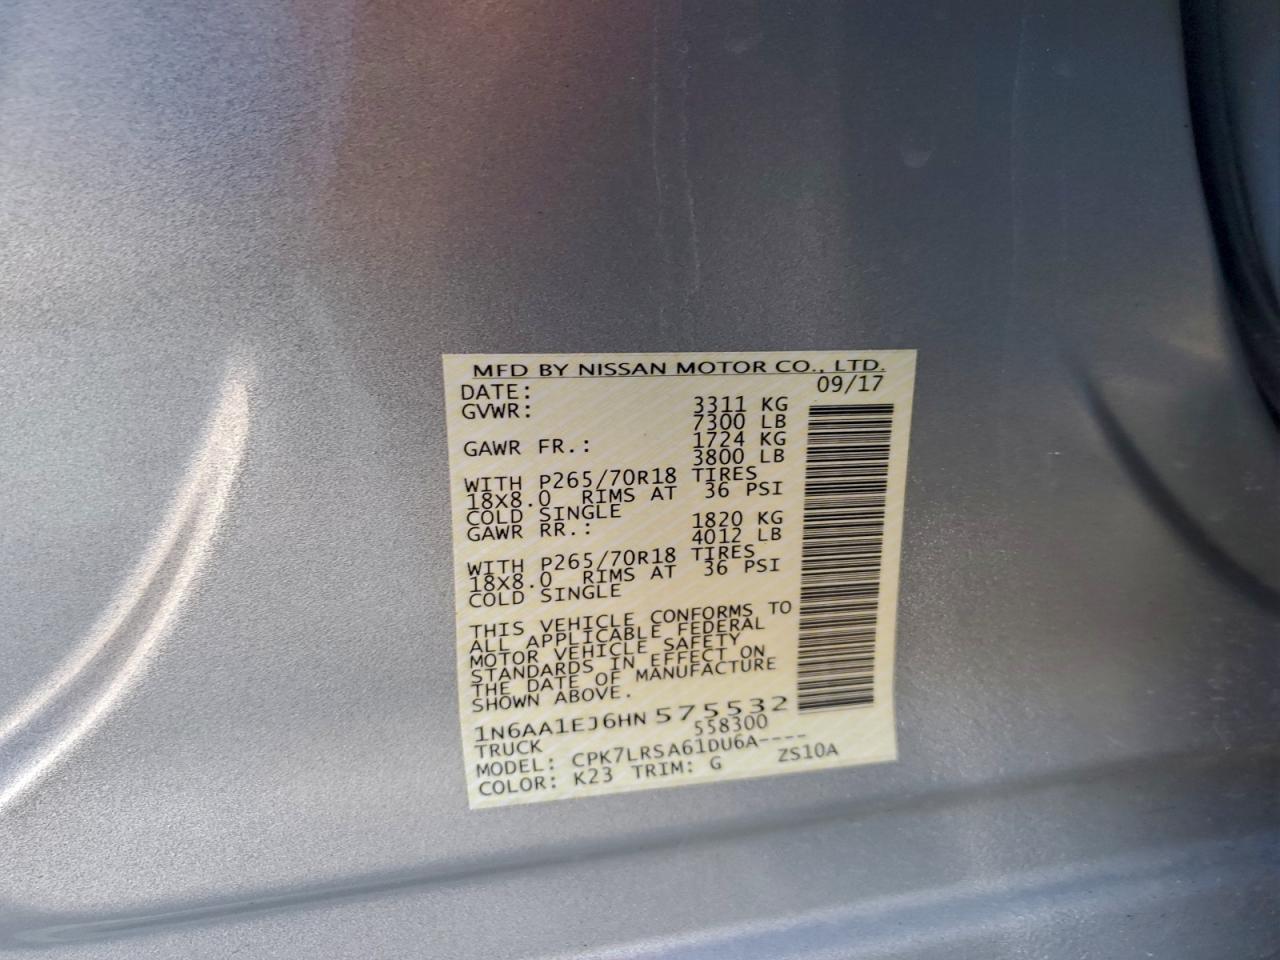 MFD BY NISSAN MOTOR CO., LTD.
DATE: 09/17
GVWR: 3311 KG
7300 LB
GAWR FR.: 1724 KG
3800 LB
WITH P265/70R18 TIRES
18X8.0 RIMS AT 36 PSI
COLD SINGLE
GAWR RR.: 1820 KG
4012 LB
WITH P265/70R18 TIRES
18X8.0 RIMS AT 36 PSI
COLD SINGLE
THIS VEHICLE CONFORMS TO
ALL APPLICABLE FEDERAL
MOTOR VEHICLE SAFETY
STANDARDS IN EFFECT ON
THE DATE OF MANUFACTURE
SHOWN ABOVE.
1N6AA1EJ6HN575532
TRUCK 558300
MODEL: CPK7LRSA61DU6A----
COLOR: K23 TRIM: G ZS10A